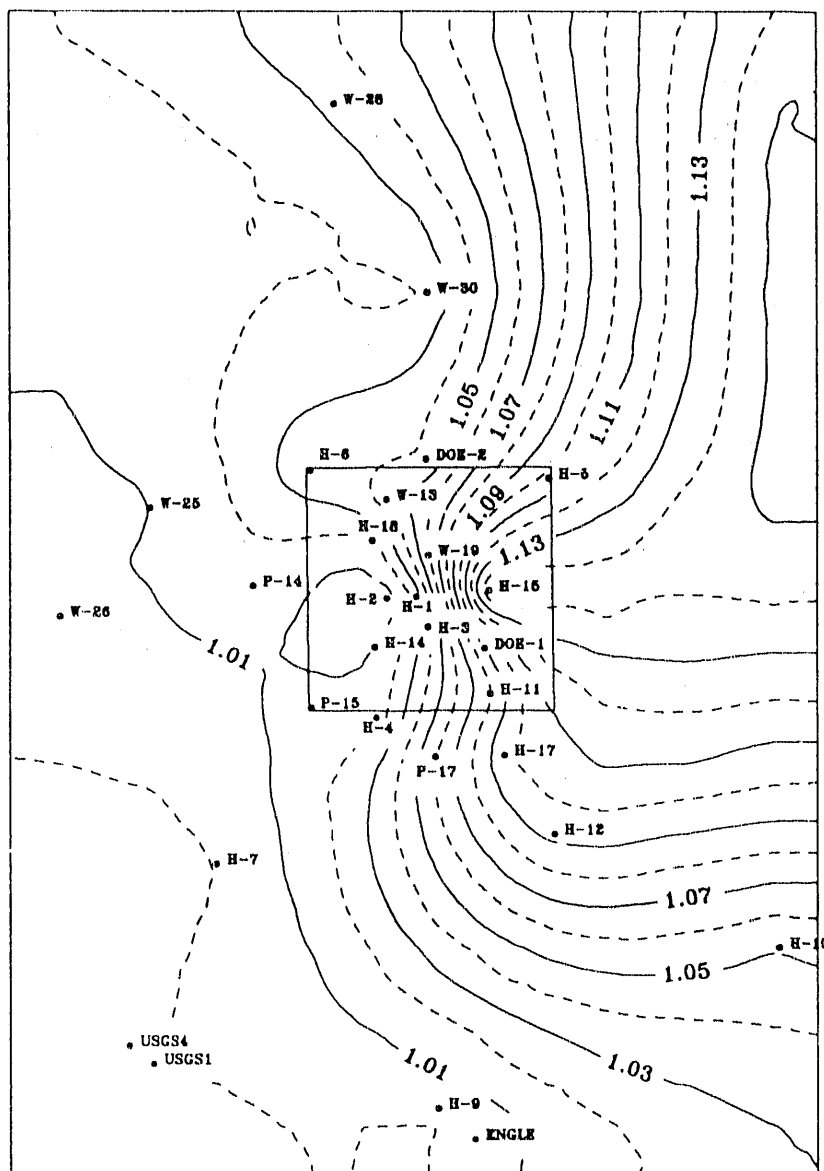 W-28
1.13
W-30
1.05
1.07
1.11
H-6
DOE-2
H-5
W-13
1.09
W-25
H-18
W-19
1.13
P-14
H-15
H-2
H-1
W-26
H-3
1.01
H-14
DOE-1
H-11
P-15
H-4
H-17
P-17
H-12
H-7
1.07
H-10
1.05
USGS4
USGS1
1.01
1.03
H-9
ENGLE